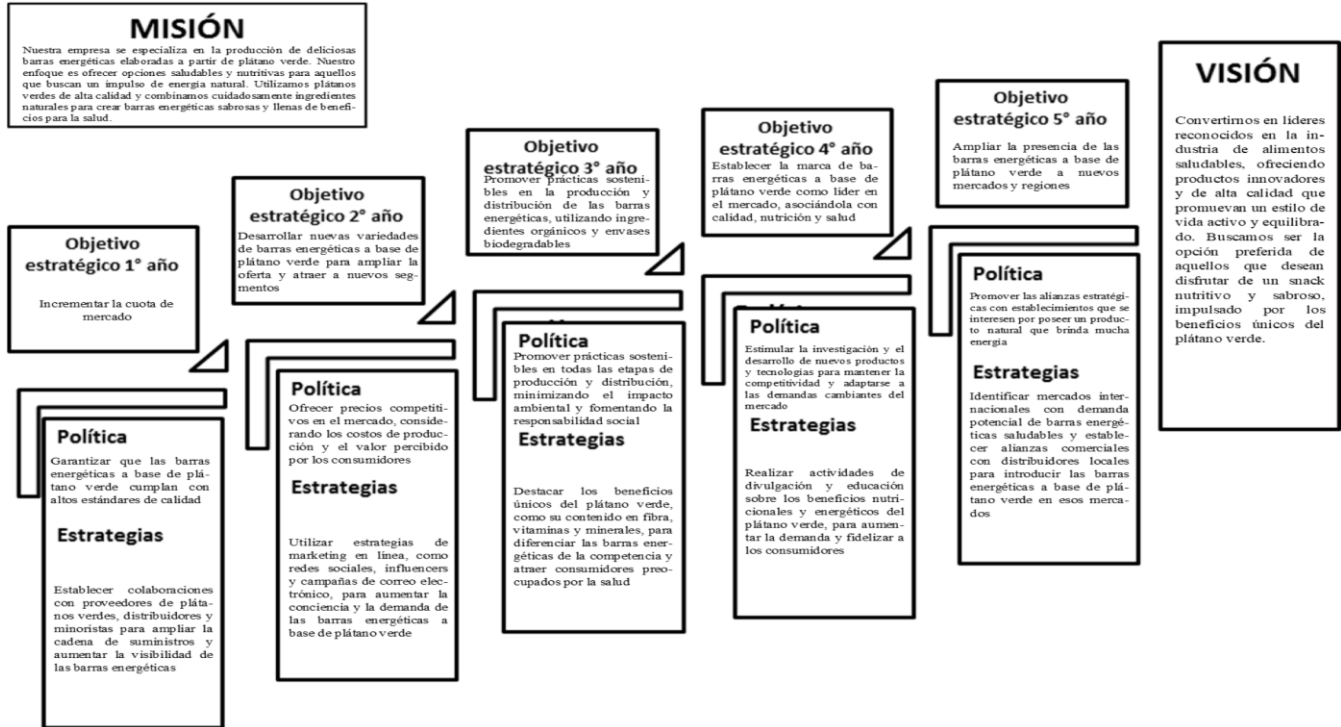 MISIÓN
Nuestra empresa se especializa en la producción de deliciosas
barras energéticas elaboradas a partir de plátano verde. Nuestro
enfoque es ofrecer opciones saludables y nutritivas para aquellos
que buscan un impulso de energía natural. Utilizamos plátanos
verdes de alta calidad y combinamos cuidadosamente ingredientes
naturales para crear barras energéticas sabrosas y llenas de benefi-
cios para la salud.
Objetivo
estratégico 1° año
Incrementar la cuota de
mercado
Política
Garantizar que las barras
energéticas a base de plá-
tano verde cumplan con
altos estándares de calidad
Estrategias
Establecer colaboraciones
con proveedores de pláta-
nos verdes, distribuidores y
minoristas para ampliar la
cadena de suministros y
aumentar la visibilidad de
las barras energéticas
Objetivo
estratégico 2° año
Desarrollar nuevas variedades
de barras energéticas a base de
plátano verde para ampliar la
oferta y atraer a nuevos seg-
mentos
Política
Ofrecer precios competiti-
vos en el mercado, conside-
rando los costos de produc-
ción y el valor percibido
por los consumidores
Estrategias
Utilizar estrategias de
marketing en línea, como
redes sociales, influencers
y campañas de correo elec-
trónico, para aumentar la
conciencia y la demanda de
las barras energéticas a
base de plátano verde
Objetivo
estratégico 3° año
Promover prácticas sosteni-
bles en la producción y
distribución de las barras
energéticas, utilizando ingre-
dientes orgánicos y envases
biodegradables
Política
Promover prácticas sosteni-
bles en todas las etapas de
producción y distribución,
minimizando el impacto
ambiental y fomentando la
responsabilidad social
Estrategias
Destacar los beneficios
únicos del plátano verde,
como su contenido en fibra,
vitaminas y minerales, para
diferenciar las barras ener-
géticas de la competencia y
atraer consumidores preo-
cupados por la salud
Objetivo
estratégico 4° año
Establecer la marca de ba-
rras energéticas a base de
plátano verde como líder en
el mercado, asociándola con
calidad, nutrición y salud
Política
Estimular la investigación y el
desarrollo de nuevos productos
y tecnologías para mantener la
competitividad y adaptarse a
las demandas cambiantes del
mercado
Estrategias
Realizar actividades de
divulgación y educación
sobre los beneficios nutri-
cionales y energéticos del
plátano verde, para aumen-
tar la demanda y fidelizar a
los consumidores
Objetivo
estratégico 5° año
Ampliar la presencia de las
barras energéticas a base de
plátano verde a nuevos
mercados y regiones
Política
Promover las alianzas estratégi-
cas con establecimientos que se
interesen por poseer un produc-
to natural que brinda mucha
energía
Estrategias
Identificar mercados inter-
nacionales con demanda
potencial de barras energé-
ticas saludables y estable-
cer alianzas comerciales
con distribuidores locales
para introducir las barras
energéticas a base de plá-
tano verde en esos merca-
dos
VISIÓN
Convertirnos en líderes
reconocidos en la in-
dustria de alimentos
saludables, ofreciendo
productos innovadores
y de alta calidad que
promuevan un estilo de
vida activo y equilibra-
do. Buscamos ser la
opción preferida de
aquellos que desean
disfrutar de un snack
nutritivo y sabroso,
impulsado por los
beneficios únicos del
plátano verde.